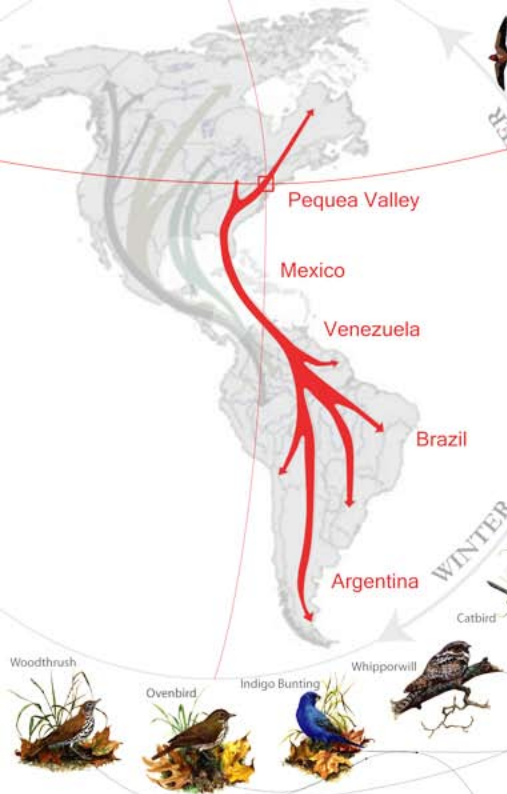 Pequea Valley
Mexico
Venezuela
Brazil
WINTER
Argentina
Catbird
Woodthrush
Ovenbird
Indigo Bunting
Whipporwill